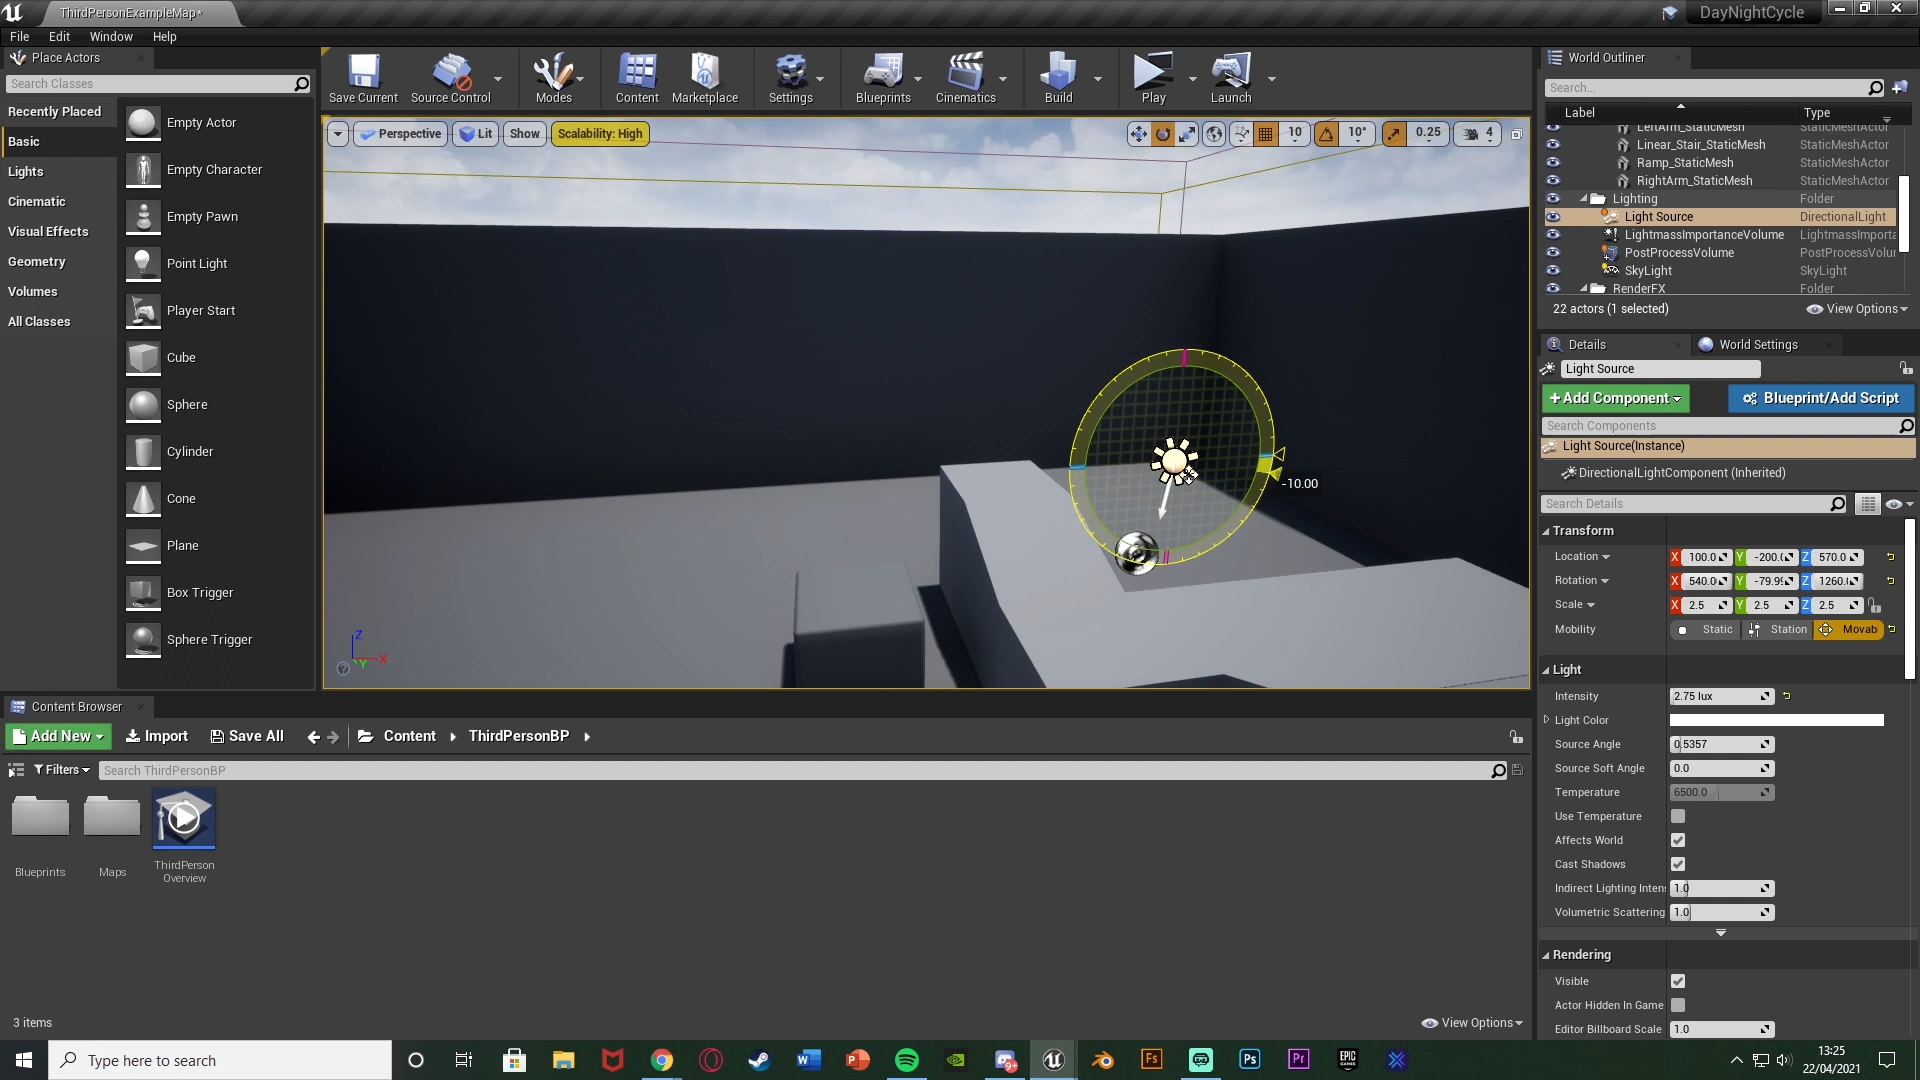 ThirdPersonExampleMap*
DayNightCycle
File Edit Window Help
Place Actors
Search Classes
Recently Placed
Basic
Lights
Cinematic
Visual Effects
Geometry
Volumes
All Classes
Empty Actor
Empty Character
Empty Pawn
Point Light
Player Start
Cube
Sphere
Cylinder
Cone
Plane
Box Trigger
Sphere Trigger
Save Current Source Control Modes Content Marketplace Settings Blueprints Cinematics Build Play Launch
Perspective Lit Show Scalability: High 10 10° 0.25 4
-10.00
Z
X
Y
World Outliner
Search...
Label Type
LeftArm_StaticMesh StaticMeshActor
Linear_Stair_StaticMesh StaticMeshActor
Ramp_StaticMesh StaticMeshActor
RightArm_StaticMesh StaticMeshActor
Lighting Folder
Light Source DirectionalLight
LightmassImportanceVolume LightmassImporta
PostProcessVolume PostProcessVolu
SkyLight SkyLight
RenderFX Folder
22 actors (1 selected) View Options
Details World Settings
Light Source
+ Add Component Blueprint/Add Script
Search Components
Light Source(Instance)
DirectionalLightComponent (Inherited)
Search Details
Transform
Location X 100.0 Y -200.( Z 570.0
Rotation X 540.0 Y -79.99 Z 1260.(
Scale X 2.5 Y 2.5 Z 2.5
Mobility Static Station Movab
Light
Intensity 2.75 lux
Light Color
Source Angle 0.5357
Source Soft Angle 0.0
Temperature 6500.0
Use Temperature
Affects World
Cast Shadows
Indirect Lighting Inten 1.0
Volumetric Scattering 1.0
Rendering
Visible
Actor Hidden In Game
Editor Billboard Scale 1.0
Content Browser
Add New Import Save All Content ThirdPersonBP
Filters Search ThirdPersonBP
Blueprints
Maps
ThirdPerson
Overview
3 items View Options
Type here to search
W P 9+ Fs Ps Pr EPIC GAMES
13:25
22/04/2021